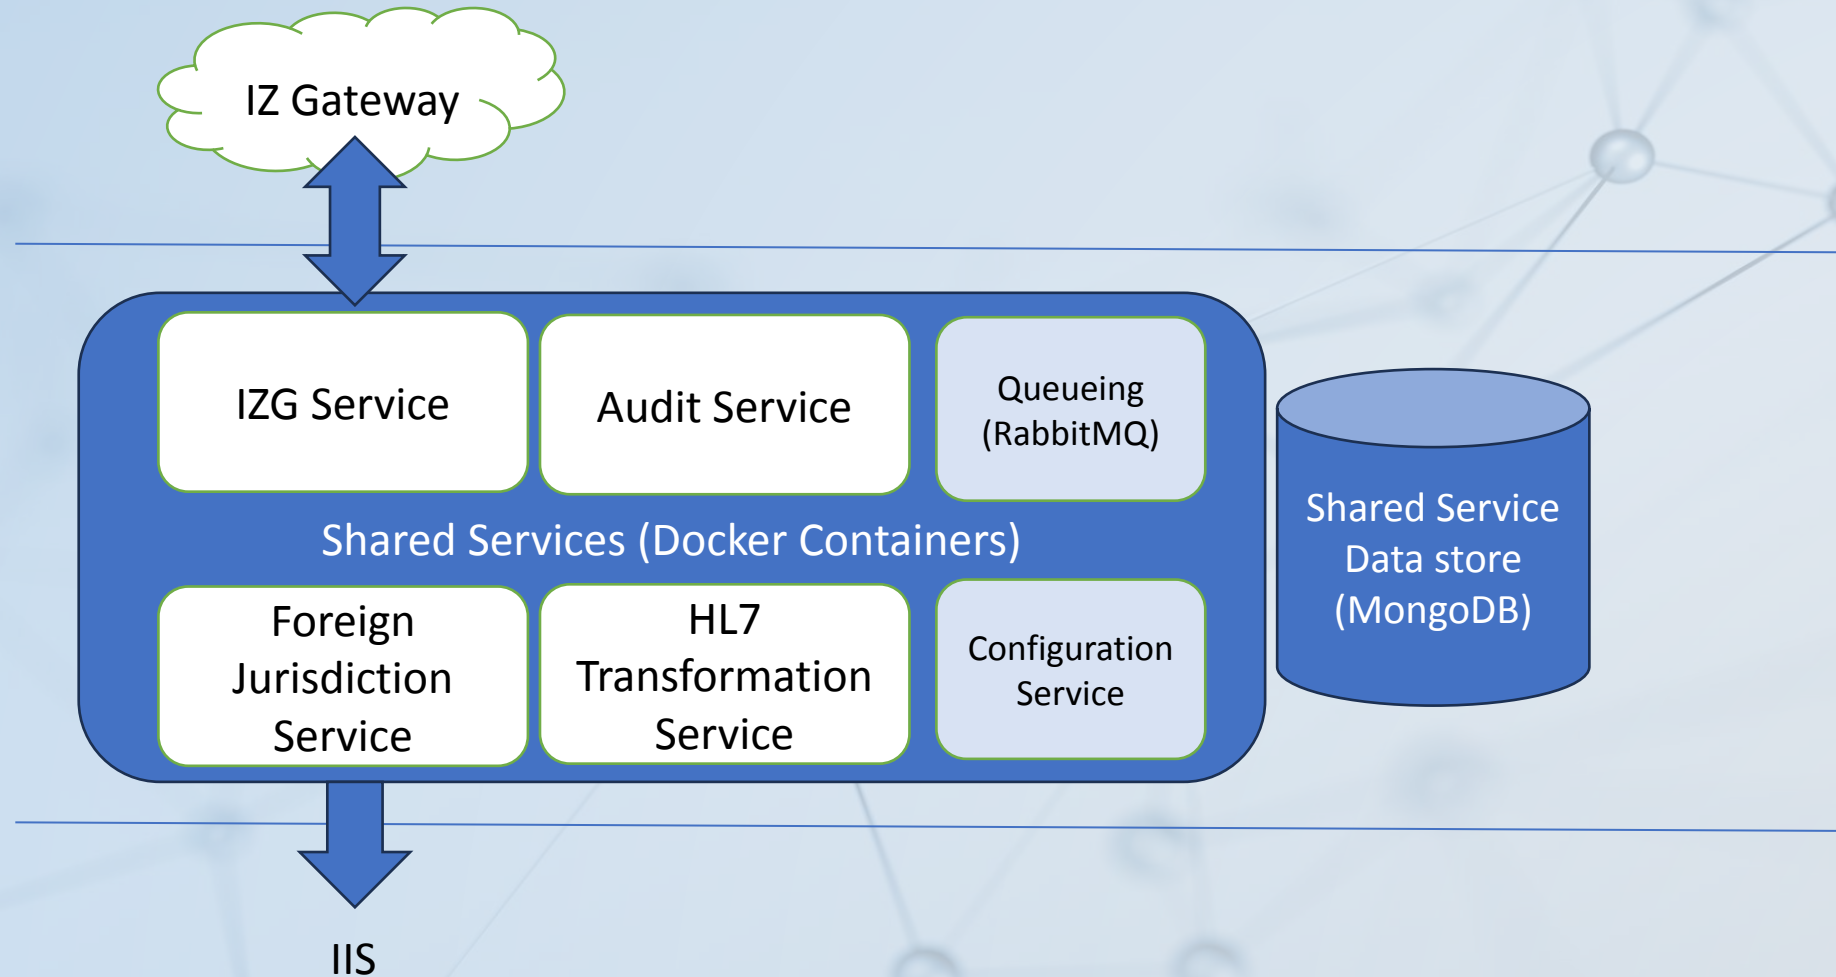 IZ Gateway
IZG Service
Audit Service
Queueing
(RabbitMQ)
Shared Services (Docker Containers)
Foreign
Jurisdiction
Service
HL7
Transformation
Service
Configuration
Service
Shared Service
Data store
(MongoDB)
IIS